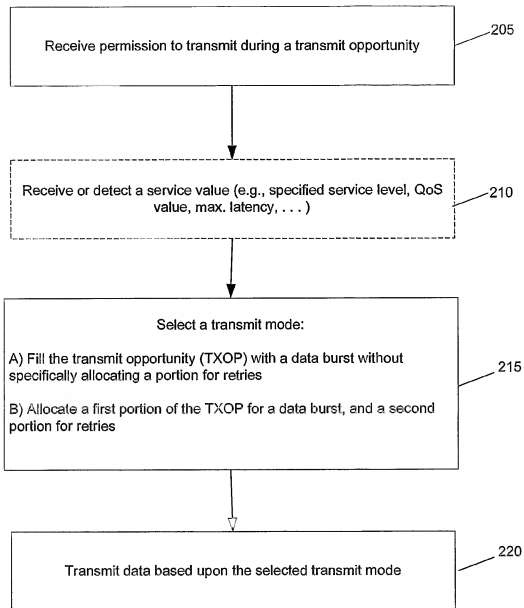 Receive permission to transmit during a transmit opportunity
205
Receive or detect a service value (e.g., specified service level, QoS
value, max. latency, . . . )
210
Select a transmit mode:
A) Fill the transmit opportunity (TXOP) with a data burst without
specifically allocating a portion for retries
B) Allocate a first portion of the TXOP for a data burst, and a second
portion for retries
215
Transmit data based upon the selected transmit mode
220